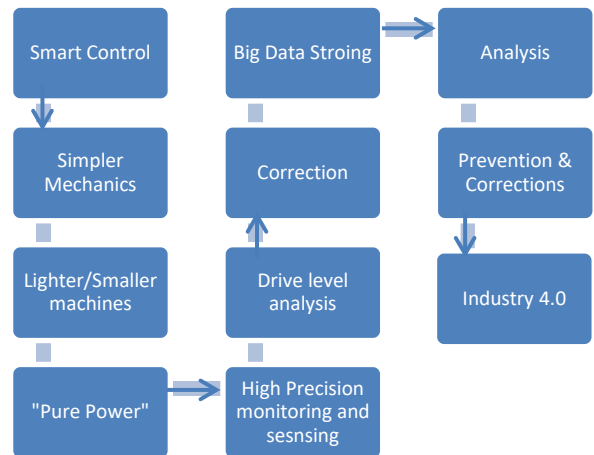 Smart Control
Simpler
Mechanics
Lighter/Smaller
machines
"Pure Power"
High Precision
monitoring and
sesnsing
Drive level
analysis
Correction
Big Data Stroing
Analysis
Prevention &
Corrections
Industry 4.0